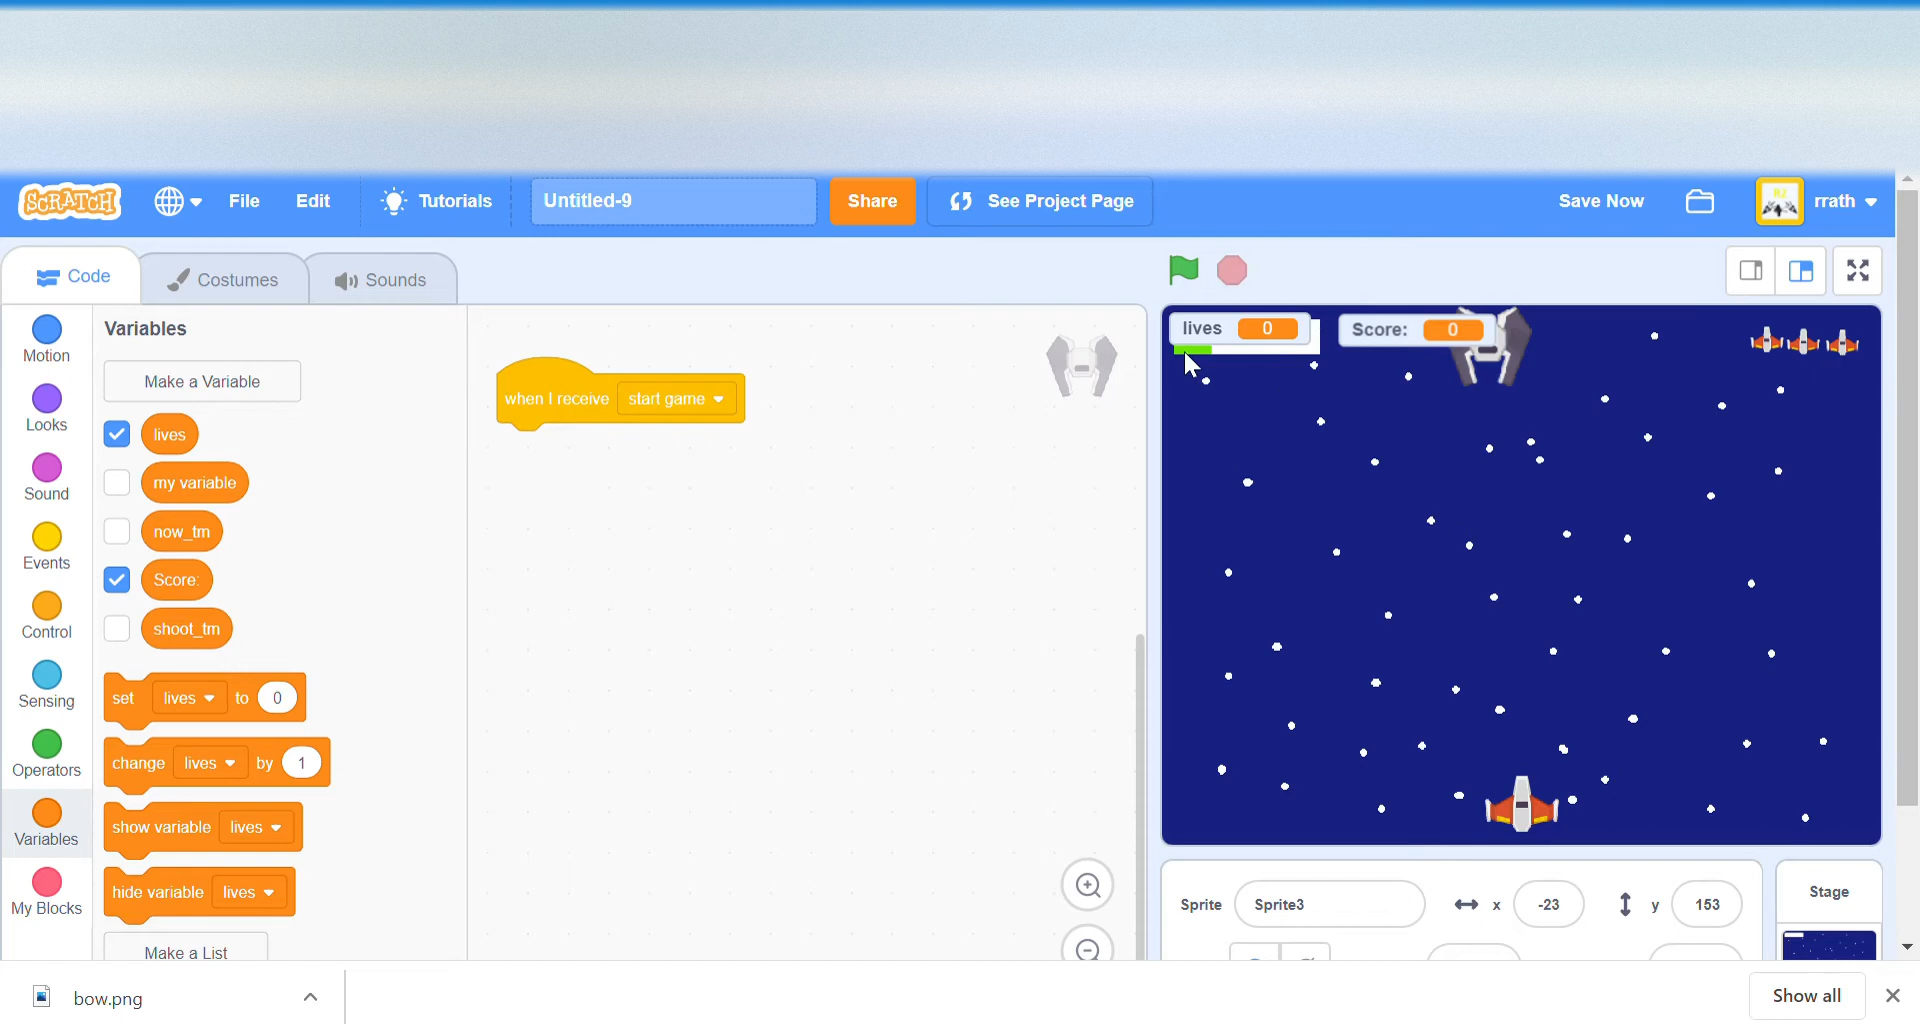 SCRATCH File Edit Tutorials Untitled-9 Share See Project Page Save Now rrath
Code Costumes Sounds
Motion
Looks
Sound
Events
Control
Sensing
Operators
Variables
My Blocks
Variables
Make a Variable
lives
my variable
now_tm
Score:
shoot_tm
set lives to 0
change lives by 1
show variable lives
hide variable lives
Make a List
when I receive start game
lives 0 Score: 0
Sprite Sprite3 x -23 y 153
Stage
bow.png
Show all